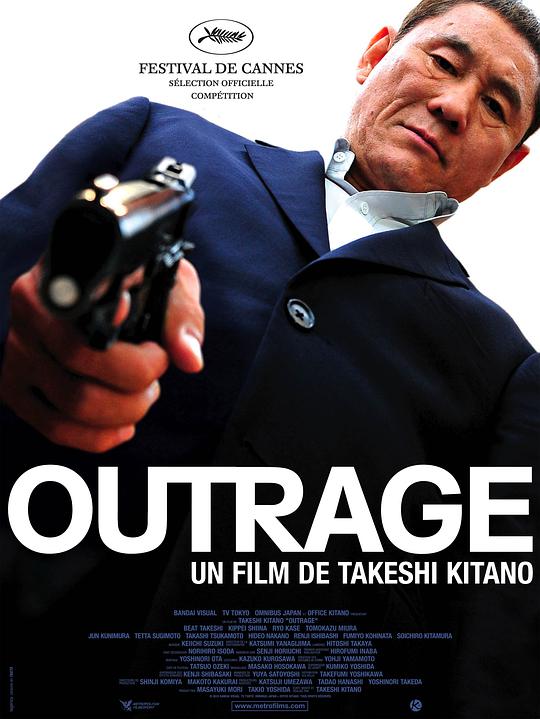 FESTIVAL DE CANNES
SÉLECTION OFFICIELLE
COMPÉTITION
OUTRAGE
UN FILM DE TAKESHI KITANO
BANDAI VISUAL TV TOKYO OMNIBUS JAPAN OFFICE KITANO
TAKESHI KITANO "OUTRAGE"
BEAT TAKESHI KIPPEI SHIINA RYO KASE TOMOKAZU MIURA
JUN KUNIMURA TETTA SUGIMOTO TAKASHI TSUKAMOTO HIDEO NAKANO RENJI ISHIBASHI FUMIYO KOHINATA SOICHIRO KITAMURA
KEIICHI SUZUKI KATSUMI YANAGIJIMA HITOSHI TAKAYA
NORIHIRO ISODA SENJI HORIUCHI HIROFUMI INABA
YOSHINORI OTA KAZUKO KUROSAWA YOHJI YAMAMOTO
TATSUO OZEKI MASAKO HOSOKAWA KUMIKO YOSHIDA
KENJI SHIBASAKI YUYA SATOYOSHI TAKEFUMI YOSHIKAWA
SHINJI KOMIYA MAKOTO KAKURAI KATSUJI UMEZAWA TADAO HANASHI YOSHINORI TAKEDA
MASAYUKI MORI TAKIO YOSHIDA TAKESHI KITANO
METROPOLITAN
FILMEXPORT
www.metrofilms.com